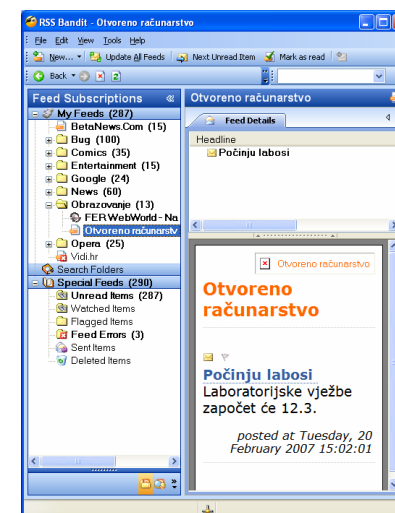 RSS Bandit - Otvoreno računarstvo
File Edit View Tools Help
New... Update All Feeds Next Unread Item Mark as read
Back
Feed Subscriptions
My Feeds (287)
BetaNews.Com (15)
Bug (100)
Comics (35)
Entertainment (15)
Google (24)
News (60)
Obrazovanje (13)
FERWebWorld - Na
Otvoreno računarstv
Opera (25)
Vidi.hr
Search Folders
Special Feeds (290)
Unread Items (287)
Watched Items
Flagged Items
Feed Errors (3)
Sent Items
Deleted Items
Otvoreno računarstvo
Feed Details
Headline
Počinju labosi
Otvoreno računarstvo
Otvoreno
računarstvo
Počinju labosi
Laboratorijske vježbe
započet će 12.3.
posted at Tuesday, 20
February 2007 15:02:01